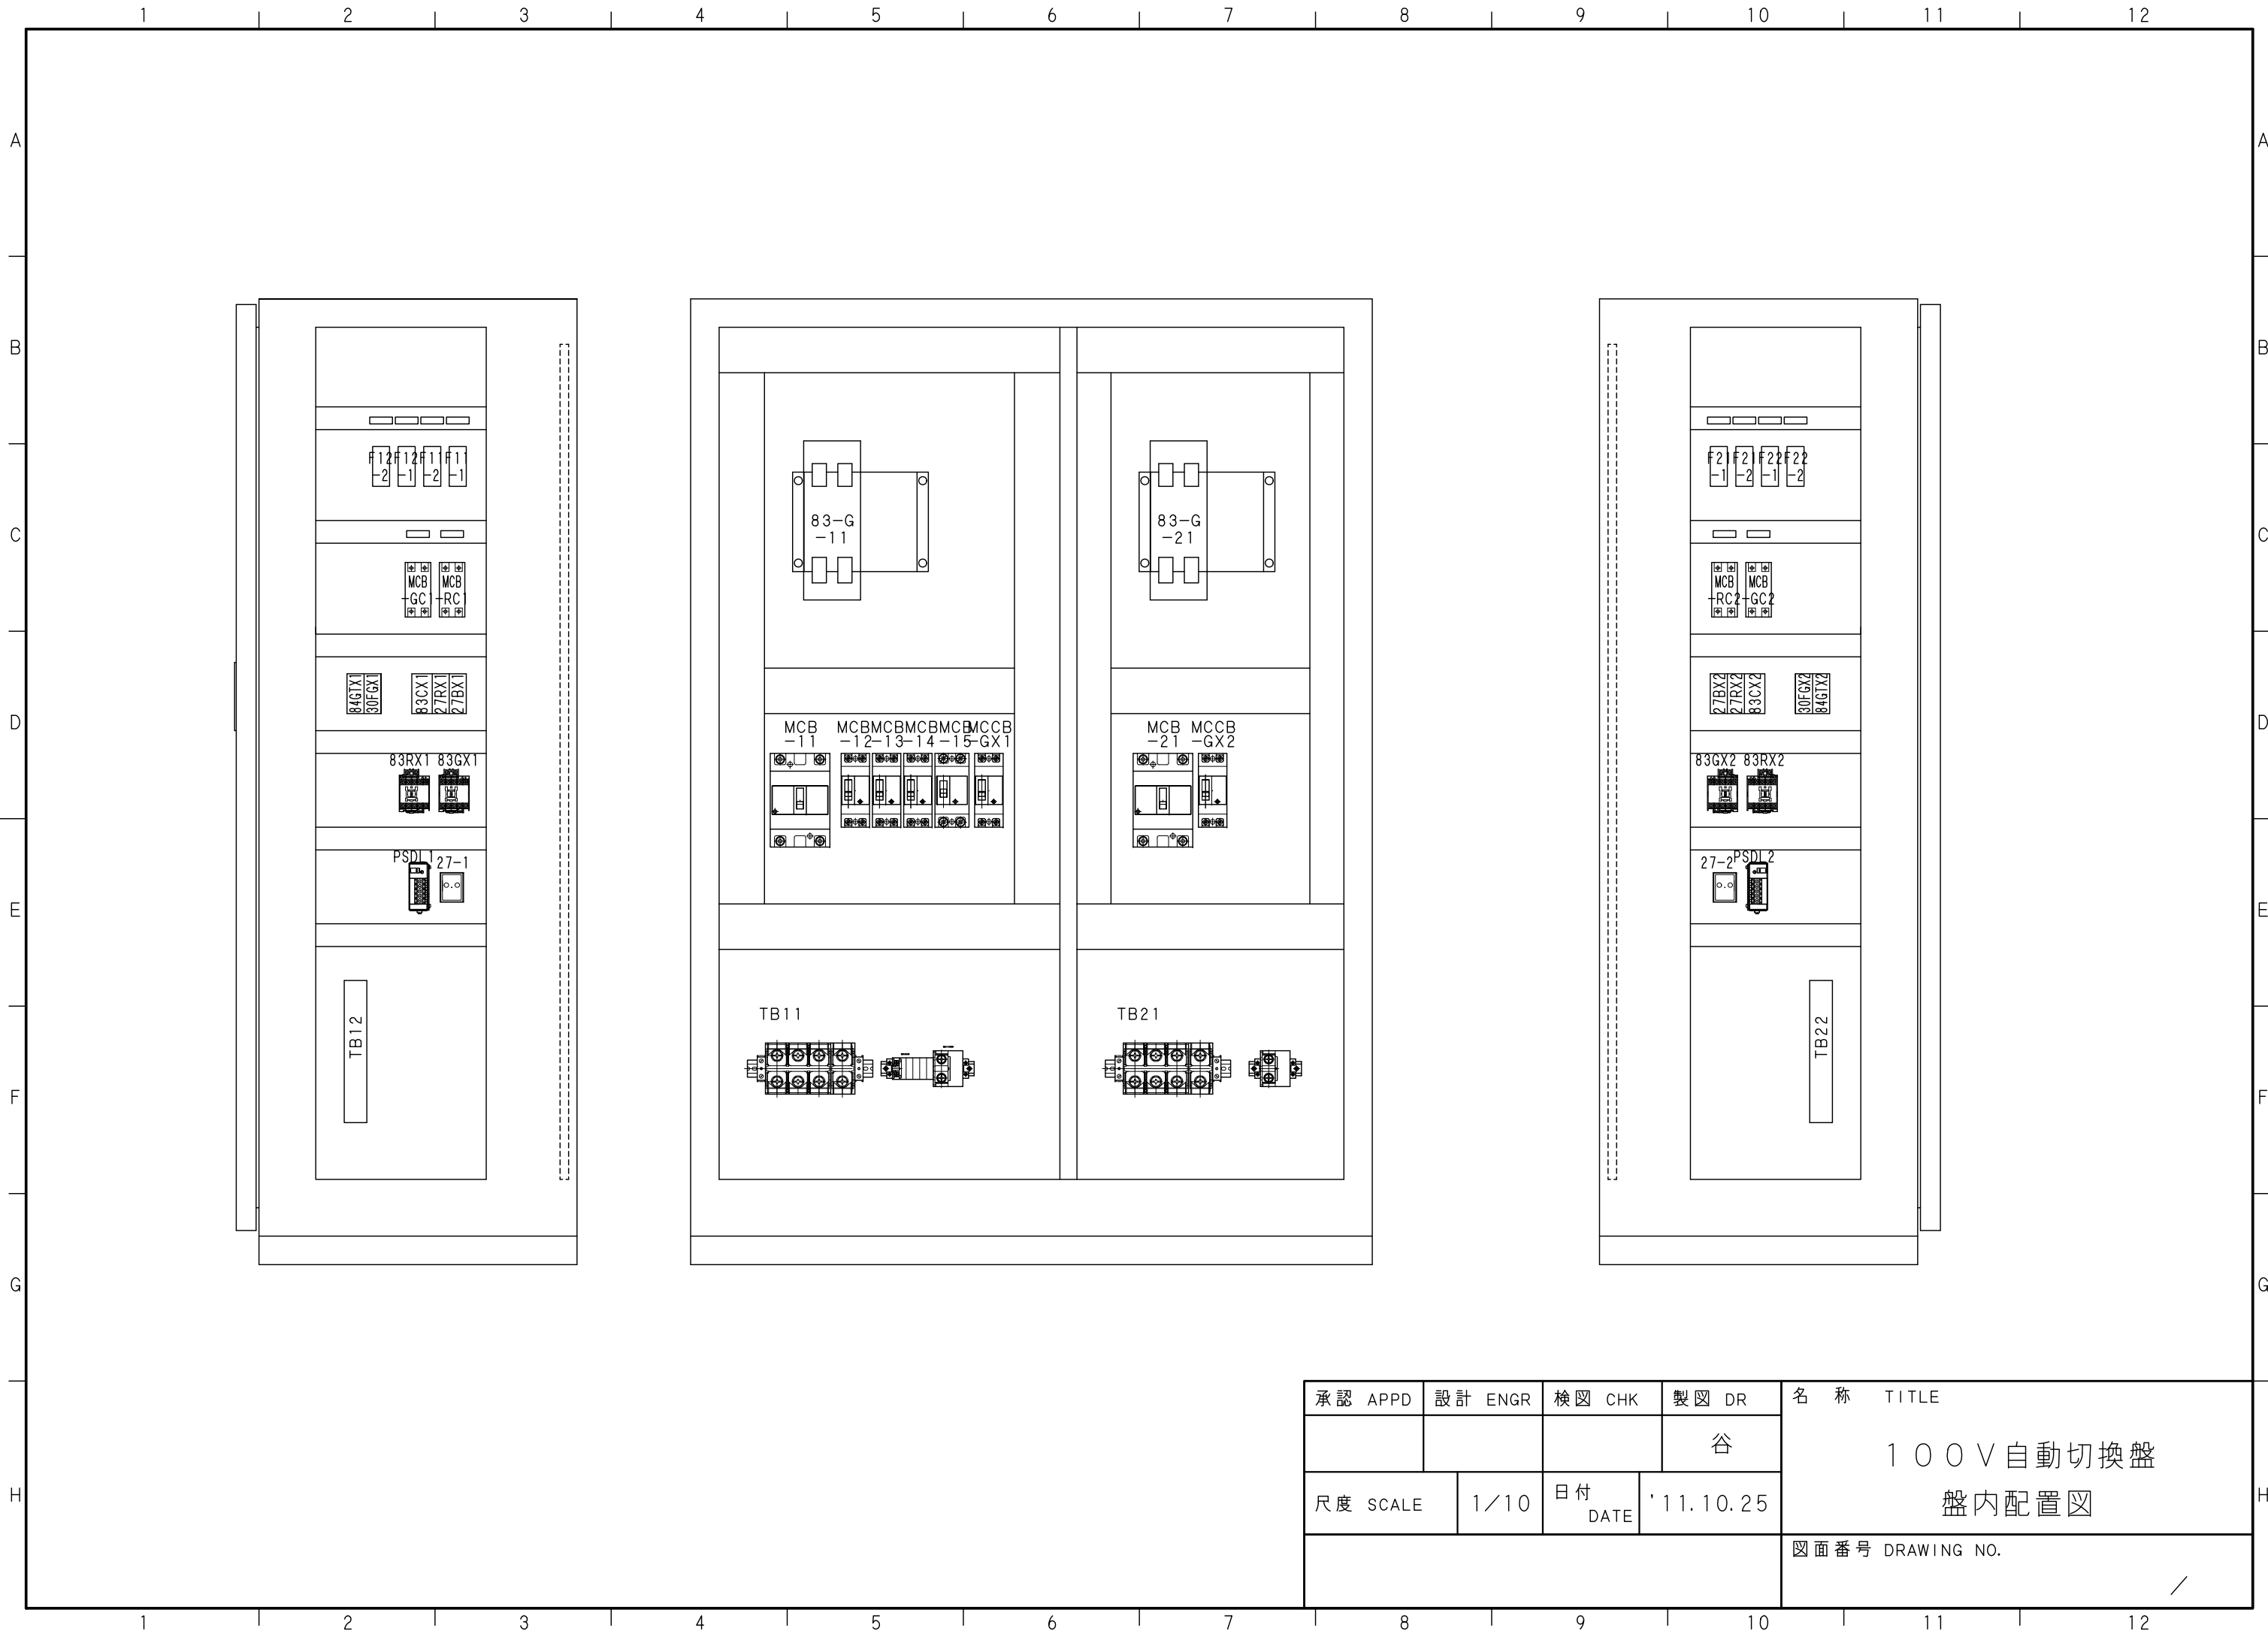 1 2 3 4 5 6 7 8 9 10 11 12
A A
B B
F12 F12 F11 F11
-2 -1 -2 -1
F21 F21 F22 F22
-1 -2 -1 -2
83-G
-11
83-G
-21
C C
MCB MCB
-GC1 -RC1
MCB MCB
-RC2 -GC2
84GTX1
30FGX1
83CX1
27RX1
27BX1
27BX2
27RX2
83CX2
30FGX2
84GTX2
D D
MCB MCB MCB MCB MCB MCCB
-11 -12 -13 -14 -15 -GX1
MCB MCCB
-21 -GX2
83RX1 83GX1
83GX2 83RX2
PSDL1 27-1
27-2 PSDL2
E E
TB12
TB11
TB21
TB22
F F
G G
承認 APPD 設計 ENGR 検図 CHK 製図 DR 名 称 TITLE
谷
100V自動切換盤
盤内配置図
尺度 SCALE 1/10 日付 DATE '11.10.25
H H
図面番号 DRAWING NO.
/
1 2 3 4 5 6 7 8 9 10 11 12